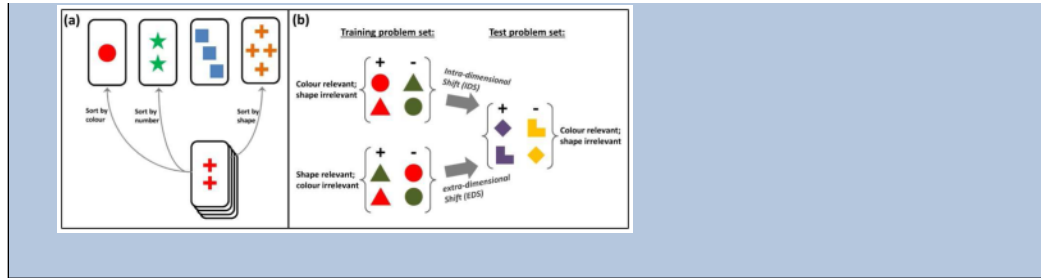 (a)
Sort by
colour
Sort by
number
Sort by
shape
(b)
Training problem set:
Test problem set:
+ -
Colour relevant;
shape irrelevant
Intra-dimensional
Shift (IDS)
+ -
Colour relevant;
shape irrelevant
+ -
Shape relevant;
colour irrelevant
extra-dimensional
Shift (EDS)